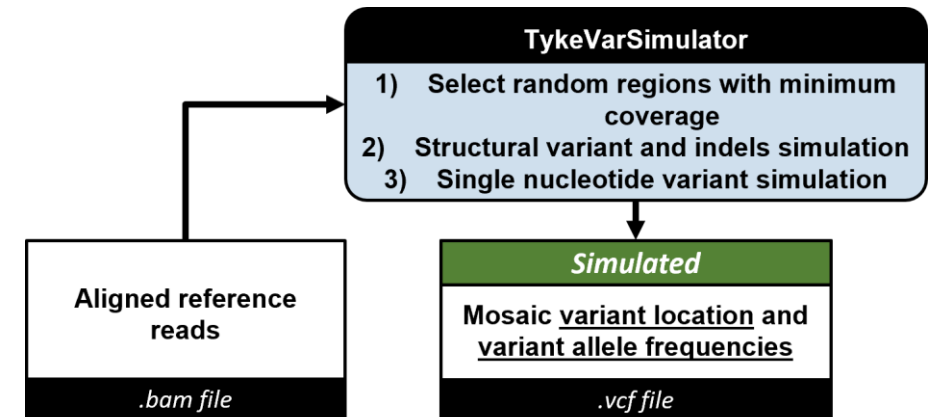 TykeVarSimulator
1) Select random regions with minimum
coverage
2) Structural variant and indels simulation
3) Single nucleotide variant simulation
Aligned reference
reads
.bam file
Simulated
Mosaic variant location and
variant allele frequencies
.vcf file